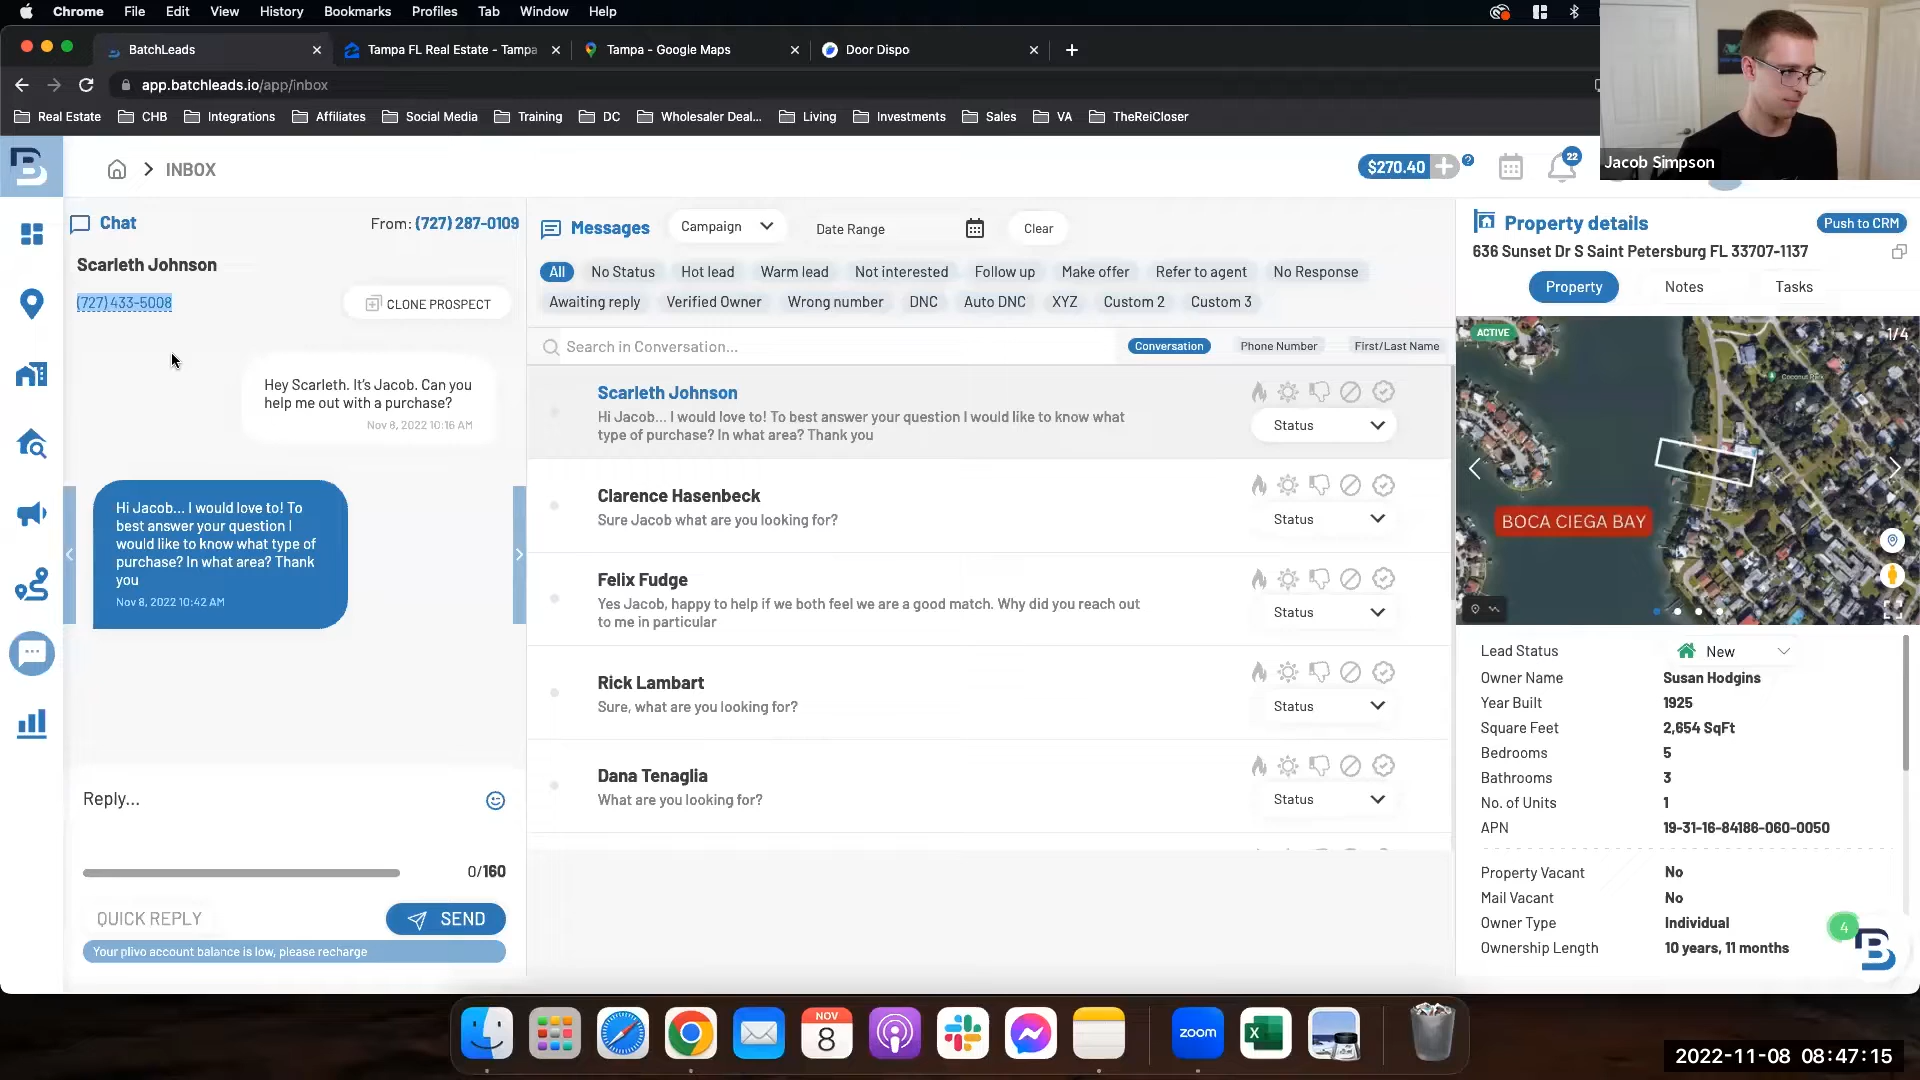 Chrome File Edit View History Bookmarks Profiles Tab Window Help
BatchLeads
Tampa FL Real Estate - Tampa
Tampa - Google Maps
Door Dispo
app.batchleads.io/app/inbox
Real Estate CHB Integrations Affiliates Social Media Training DC Wholesaler Deal... Living Investments Sales VA TheReiCloser
Jacob Simpson
INBOX
$270.40
?
22
Chat
From: (727) 287-0109
Scarleth Johnson
(727) 433-5008
CLONE PROSPECT
Hey Scarleth. It's Jacob. Can you
help me out with a purchase?
Nov 8, 2022 10:16 AM
Hi Jacob... I would love to! To
best answer your question I
would like to know what type of
purchase? In what area? Thank
you
Nov 8, 2022 10:42 AM
Reply...
0/160
QUICK REPLY
SEND
Your plivo account balance is low, please recharge
Messages
Campaign
Date Range
Clear
All No Status Hot lead Warm lead Not interested Follow up Make offer Refer to agent No Response
Awaiting reply Verified Owner Wrong number DNC Auto DNC XYZ Custom 2 Custom 3
Search in Conversation...
Conversation Phone Number First/Last Name
Scarleth Johnson
Hi Jacob... I would love to! To best answer your question I would like to know what
type of purchase? In what area? Thank you
Status
Clarence Hasenbeck
Sure Jacob what are you looking for?
Status
Felix Fudge
Yes Jacob, happy to help if we both feel we are a good match. Why did you reach out
to me in particular
Status
Rick Lambart
Sure, what are you looking for?
Status
Dana Tenaglia
What are you looking for?
Status
Property details
Push to CRM
636 Sunset Dr S Saint Petersburg FL 33707-1137
Property Notes Tasks
ACTIVE
1/4
BOCA CIEGA BAY
Lead Status New
Owner Name Susan Hodgins
Year Built 1925
Square Feet 2,654 SqFt
Bedrooms 5
Bathrooms 3
No. of Units 1
APN 19-31-16-84186-060-0050
Property Vacant No
Mail Vacant No
Owner Type Individual
Ownership Length 10 years, 11 months
4
NOV
8
zoom
X
2022-11-08 08:47:15